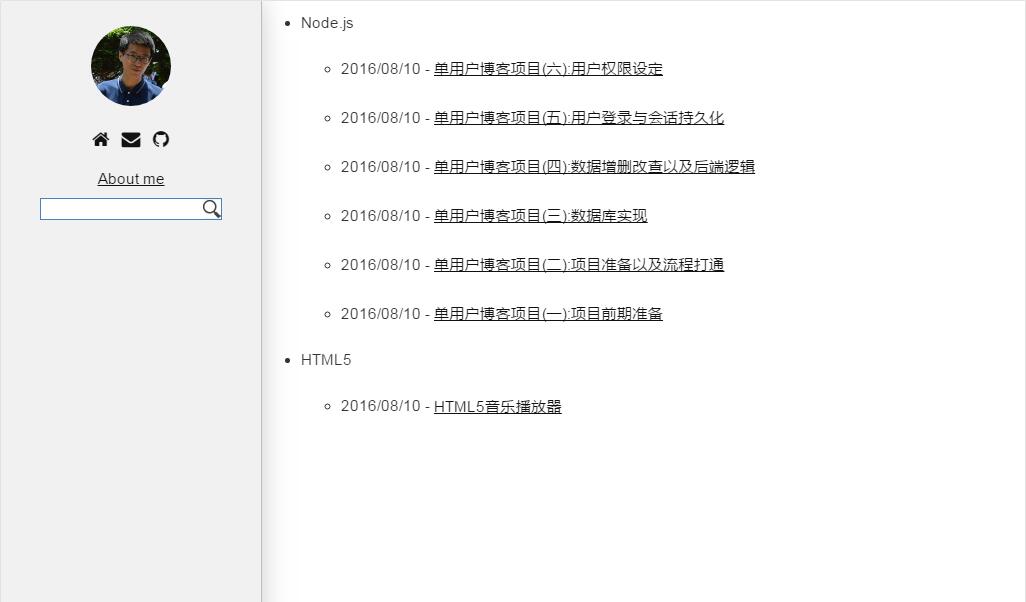 About me
Node.js
2016/08/10 - 单用户博客项目(六):用户权限设定
2016/08/10 - 单用户博客项目(五):用户登录与会话持久化
2016/08/10 - 单用户博客项目(四):数据增删改查以及后端逻辑
2016/08/10 - 单用户博客项目(三):数据库实现
2016/08/10 - 单用户博客项目(二):项目准备以及流程打通
2016/08/10 - 单用户博客项目(一):项目前期准备
HTML5
2016/08/10 - HTML5音乐播放器